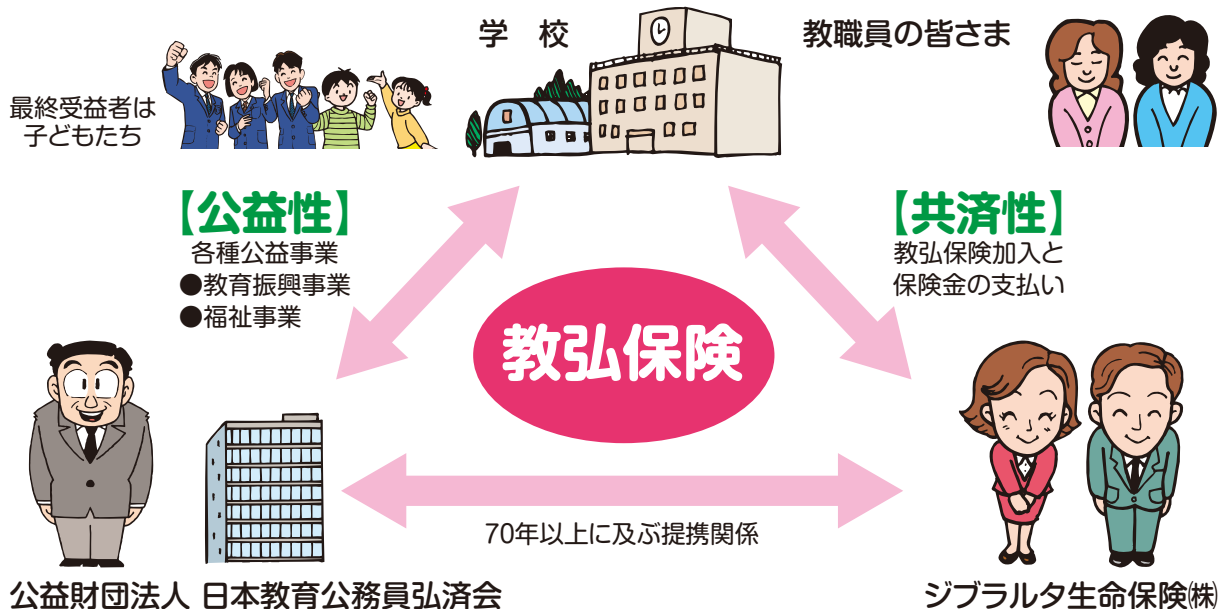 学 校
教職員の皆さま
最終受益者は
子どもたち
【公益性】
各種公益事業
●教育振興事業
●福祉事業
【共済性】
教弘保険加入と
保険金の支払い
教弘保険
70年以上に及ぶ提携関係
公益財団法人 日本教育公務員弘済会
ジブラルタ生命保険㈱